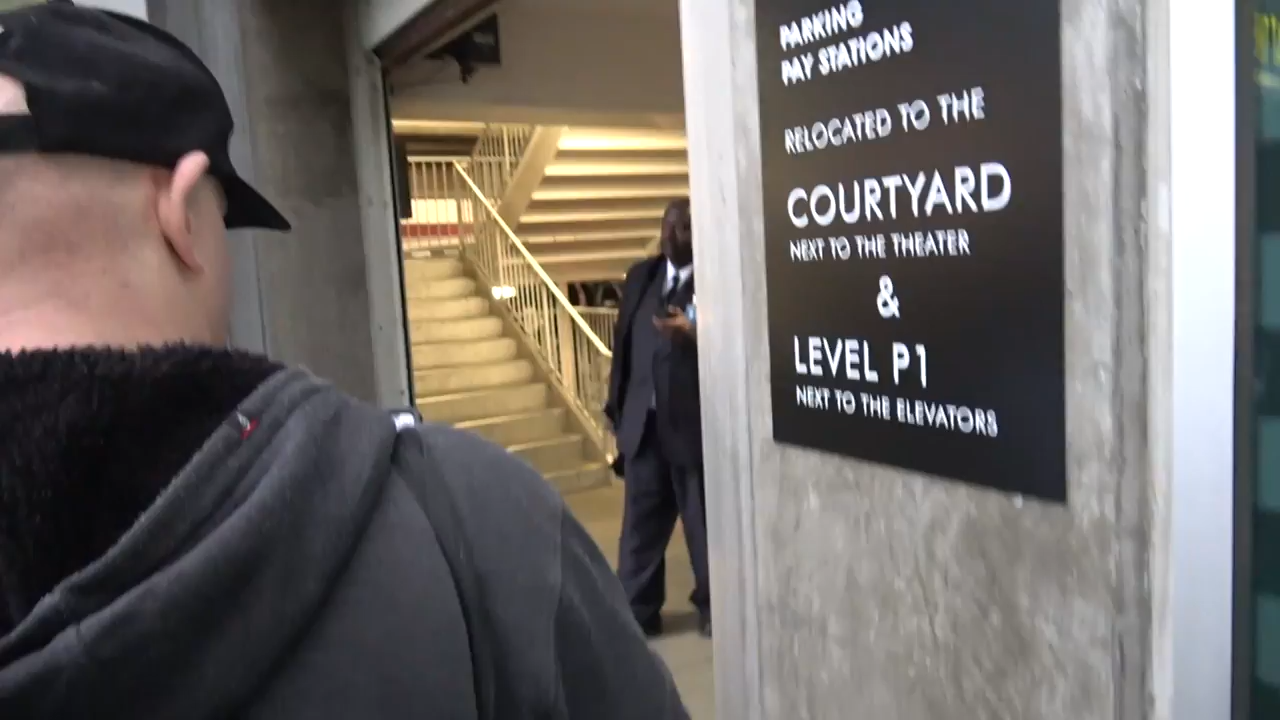 PARKING
PAY STATIONS
RELOCATED TO THE
COURTYARD
NEXT TO THE THEATER
&
LEVEL P1
NEXT TO THE ELEVATORS